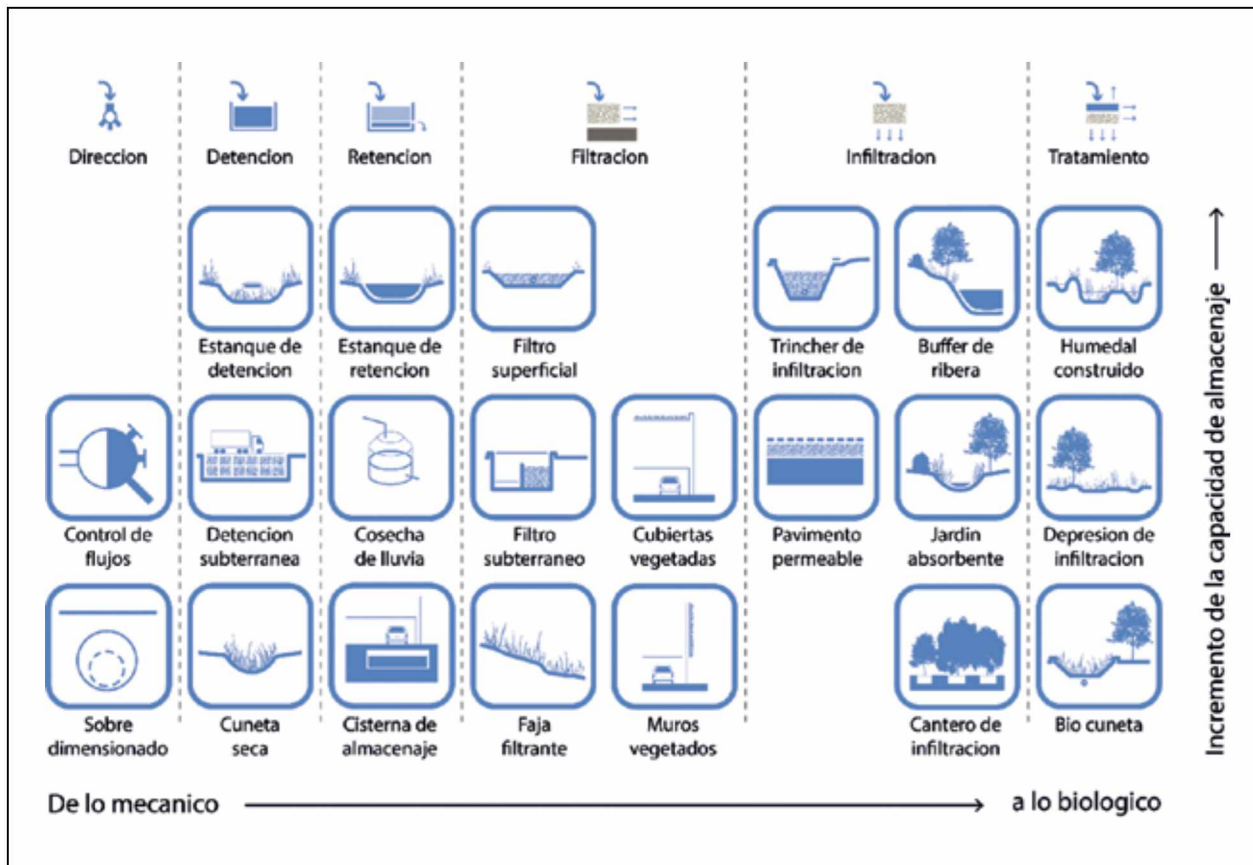 Direccion
Detencion
Retencion
Filtracion
Infiltracion
Tratamiento
Estanque de
detencion
Estanque de
retencion
Filtro
superficial
Trincher de
infiltracion
Buffer de
ribera
Humedal
construido
Control de
flujos
Detencion
subterranea
Cosecha
de lluvia
Filtro
subterraneo
Cubiertas
vegetadas
Pavimento
permeable
Jardin
absorbente
Depresion de
infiltracion
Sobre
dimensionado
Cuneta
seca
Cisterna de
almacenaje
Faja
filtrante
Muros
vegetados
Cantero de
infiltracion
Bio cuneta
De lo mecanico
a lo biologico
Incremento de la capacidad de almacenaje